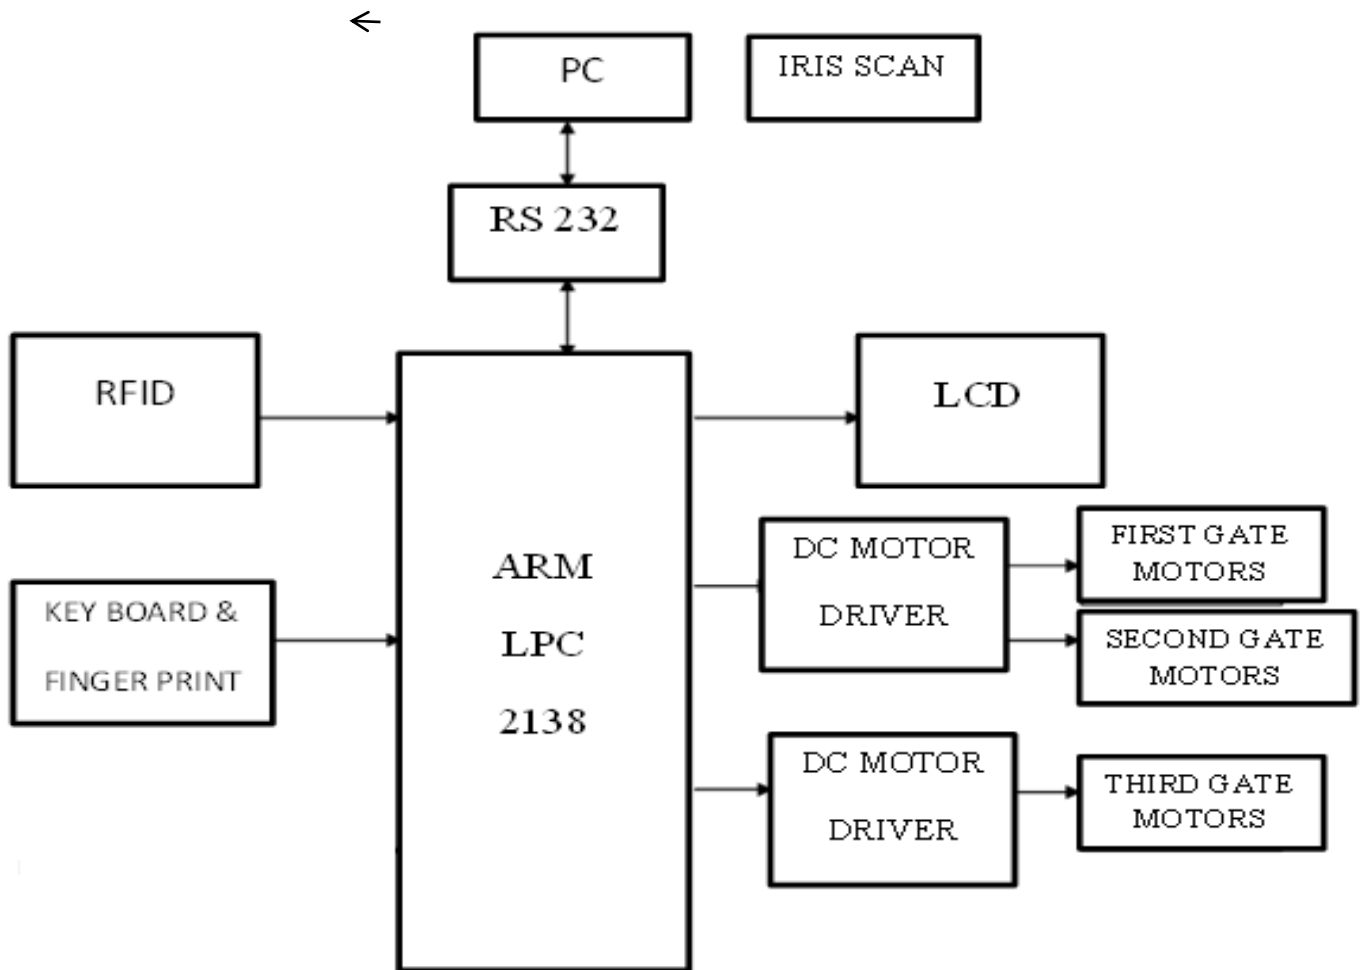 PC
IRIS SCAN
RS 232
RFID
LCD
ARM
LPC
2138
KEY BOARD &
FINGER PRINT
DC MOTOR
DRIVER
FIRST GATE
MOTORS
SECOND GATE
MOTORS
DC MOTOR
DRIVER
THIRD GATE
MOTORS